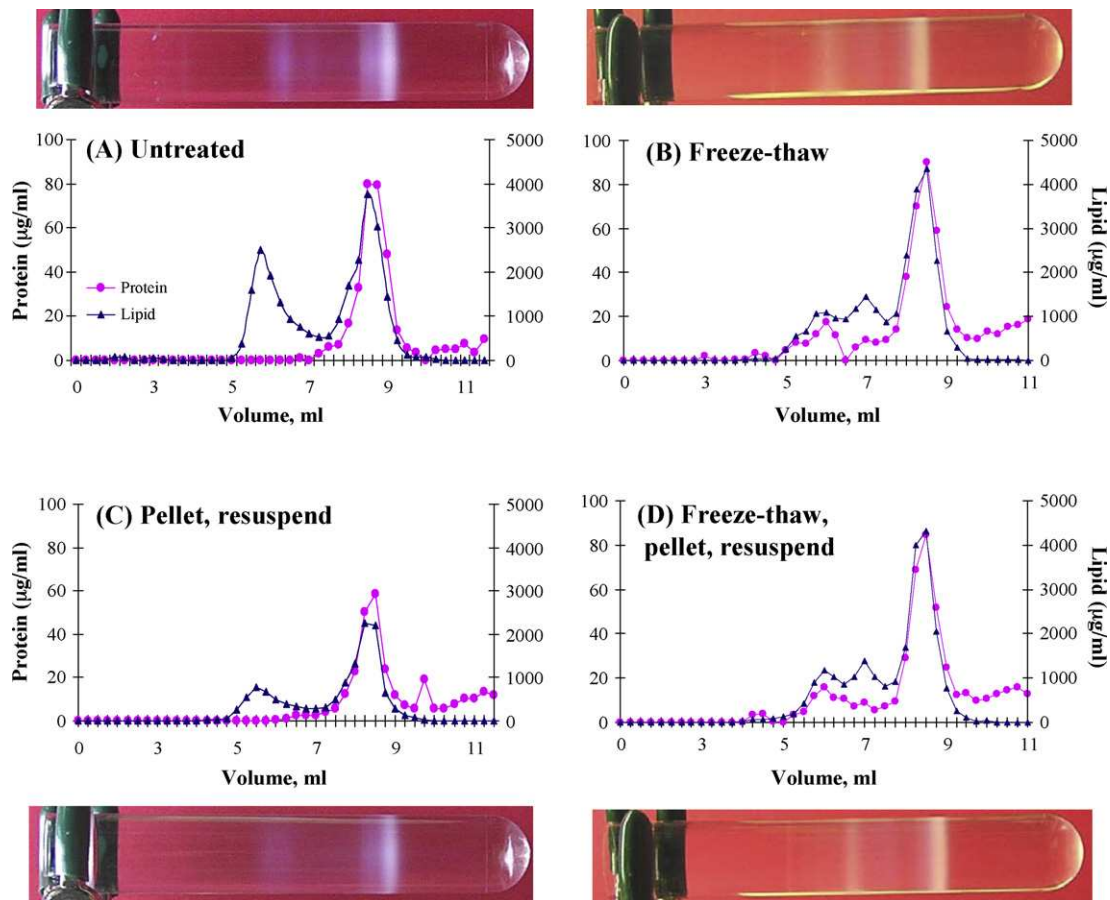 (A) Untreated
Protein (μg/ml)
100
80
60
40
20
0
5000
4000
3000
2000
1000
0
Protein
Lipid
0 3 5 7 9 11
Volume, ml
(B) Freeze-thaw
100
80
60
40
20
0
5000
4000
3000
2000
1000
0
Lipid (μg/ml)
0 3 5 7 9 11
Volume, ml
(C) Pellet, resuspend
Protein (μg/ml)
100
80
60
40
20
0
5000
4000
3000
2000
1000
0
0 3 5 7 9 11
Volume, ml
(D) Freeze-thaw,
pellet, resuspend
100
80
60
40
20
0
5000
4000
3000
2000
1000
0
Lipid (μg/ml)
0 3 5 7 9 11
Volume, ml